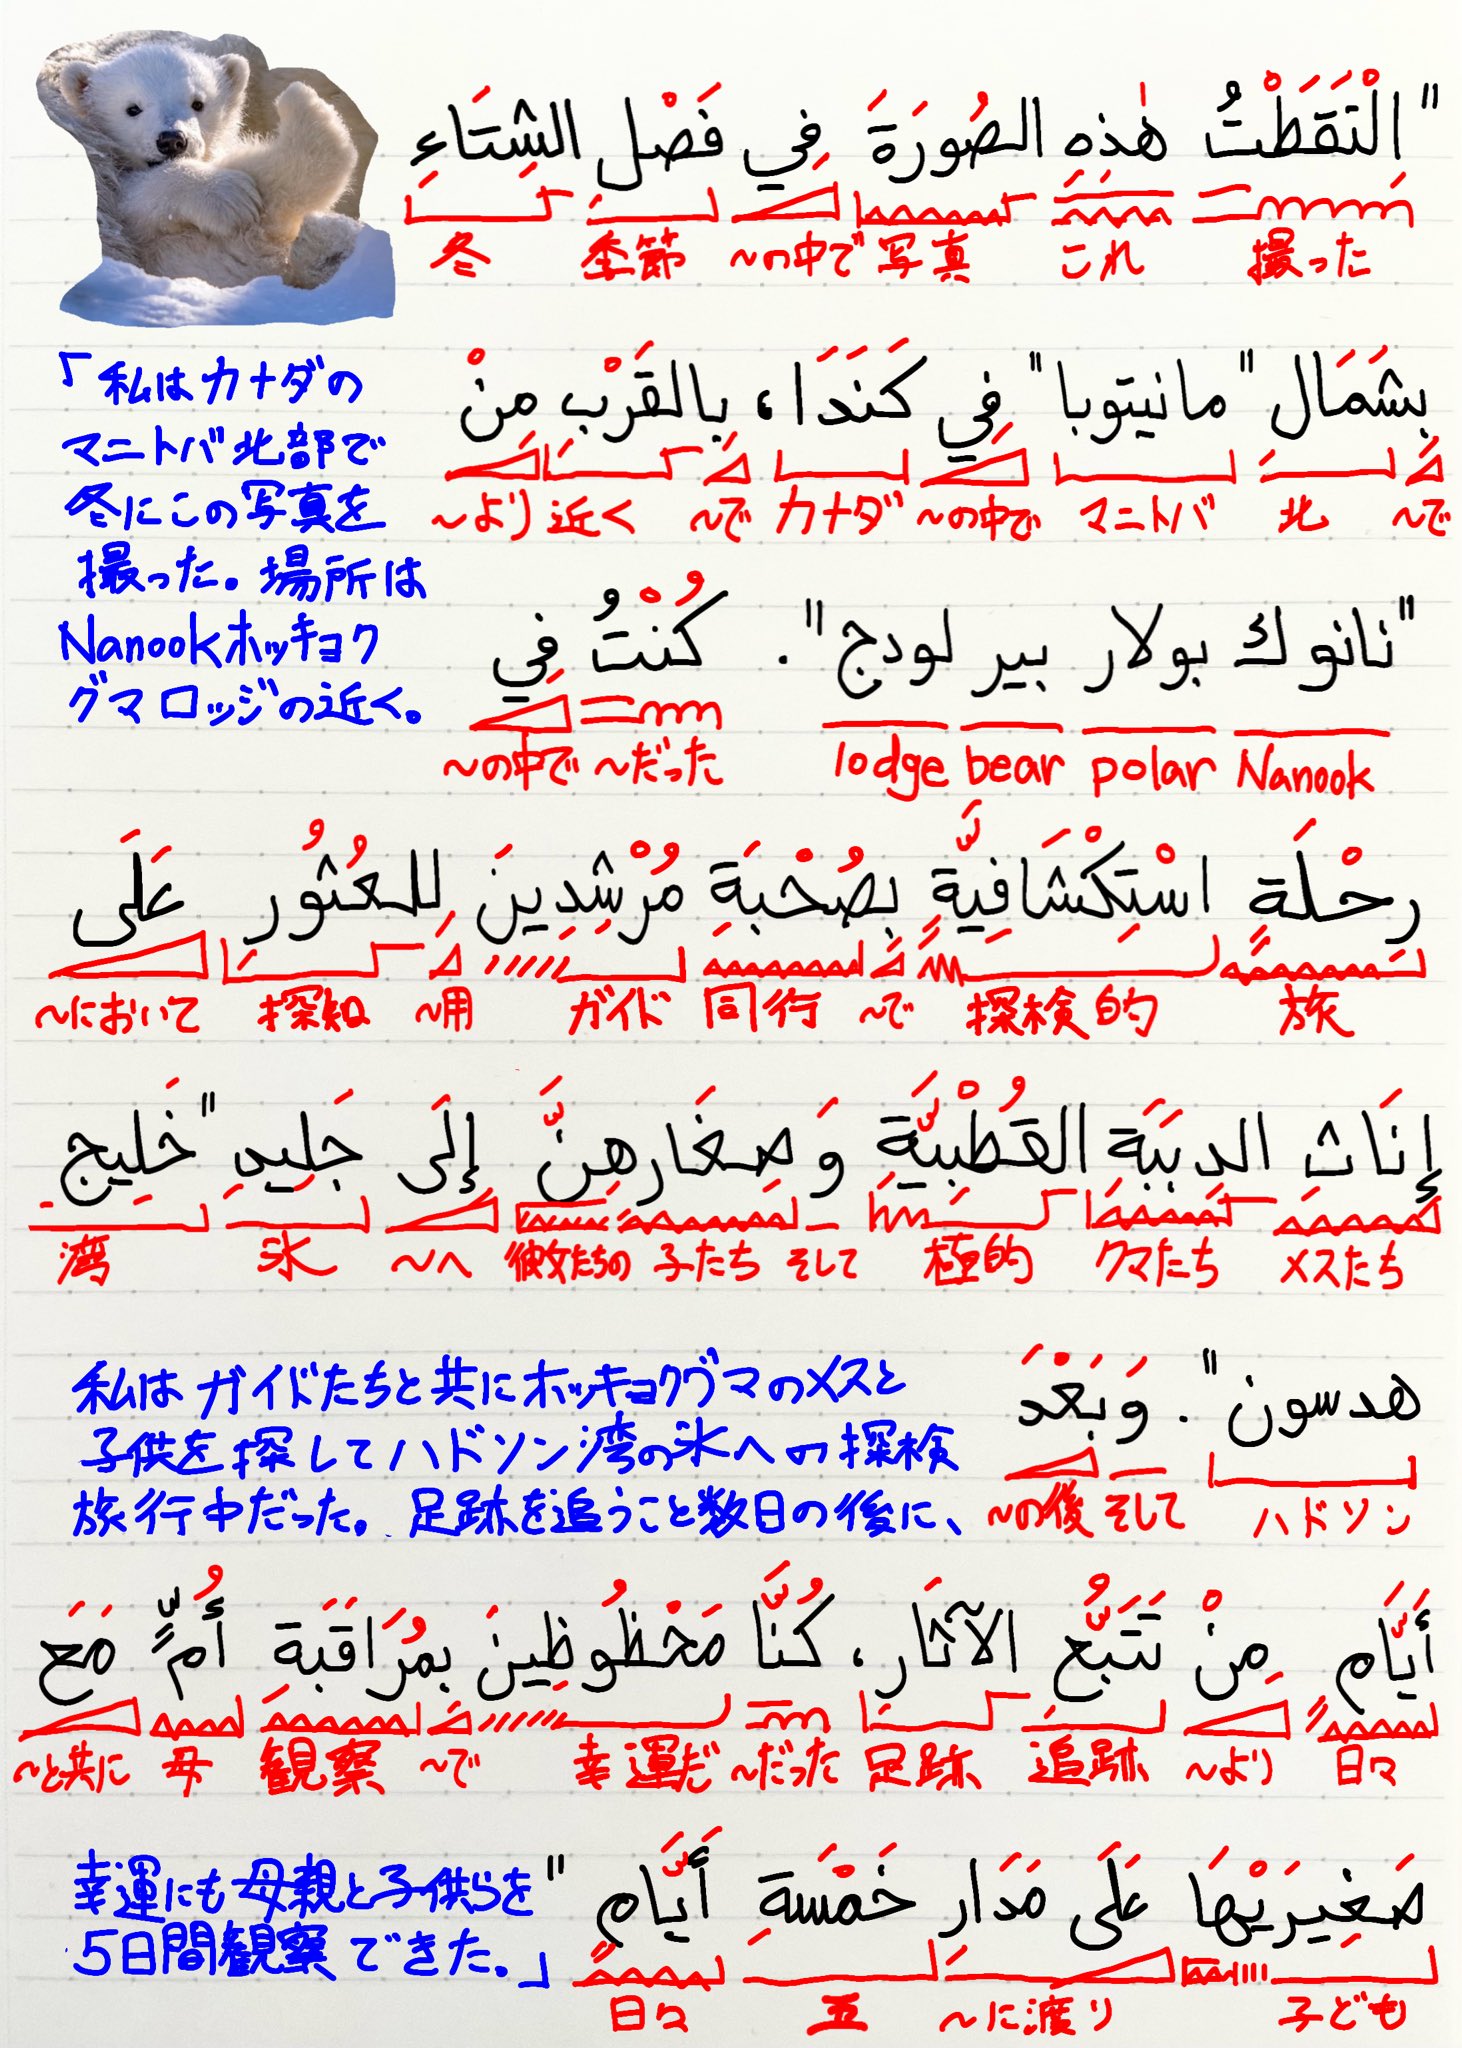 "الْتَقَطْتُ هٰذِه الصُورَةَ فِي فَصْل الشِتَاءِ
冬 季節 〜の中で 写真 これ 撮った
「私はカナダの
マニトバ北部で
冬にこの写真を
撮った。場所は
Nanookホッキョク
グマロッジの近く。
بِشَمَال "مانيتوبا" فِي كَنَدَا، بِالقَرْب مِنْ
〜より 近く 〜で カナダ 〜の中で マニトバ 北 〜で
"نانوك بولار بير لودج". كُنْتُ فِي
〜の中で 〜だった lodge bear polar Nanook
رِحْلَة اسْتِكْشَافِيَّة بِصُحْبَة مُرْشِدِينَ لِلعُثُور عَلَى
〜において 探知 〜用 ガイド 同行 〜で 探検的 旅
إِنَاث الدِبَبَة القُطْبِيَّة وَصِغَارِهِنَّ إِلَى جَلِيد "خَلِيج
湾 氷 〜へ 彼女たちの 子たち そして 極的 クマたち メスたち
هدسون". وَبَعْدَ
〜の後 そして ハドソン
私はガイドたちと共にホッキョクグマのメスと
子供を探してハドソン湾の氷への探検
旅行中だった。足跡を追うこと数日の後に、
أَيَّام مِنْ تَتَبُّع الآثَار، كُنَّا مَحْظُوظِينَ بِمُرَاقَبَة أُمٍّ مَعَ
〜と共に 母 観察 〜で 幸運だ 〜だった 足跡 追跡 〜より 日々
صَغِيرَيْهَا عَلَى مَدَار خَمْسَة أَيَّام"
日々 五 〜に渡り 子ども
幸運にも母親と子供らを
5日間観察できた。」